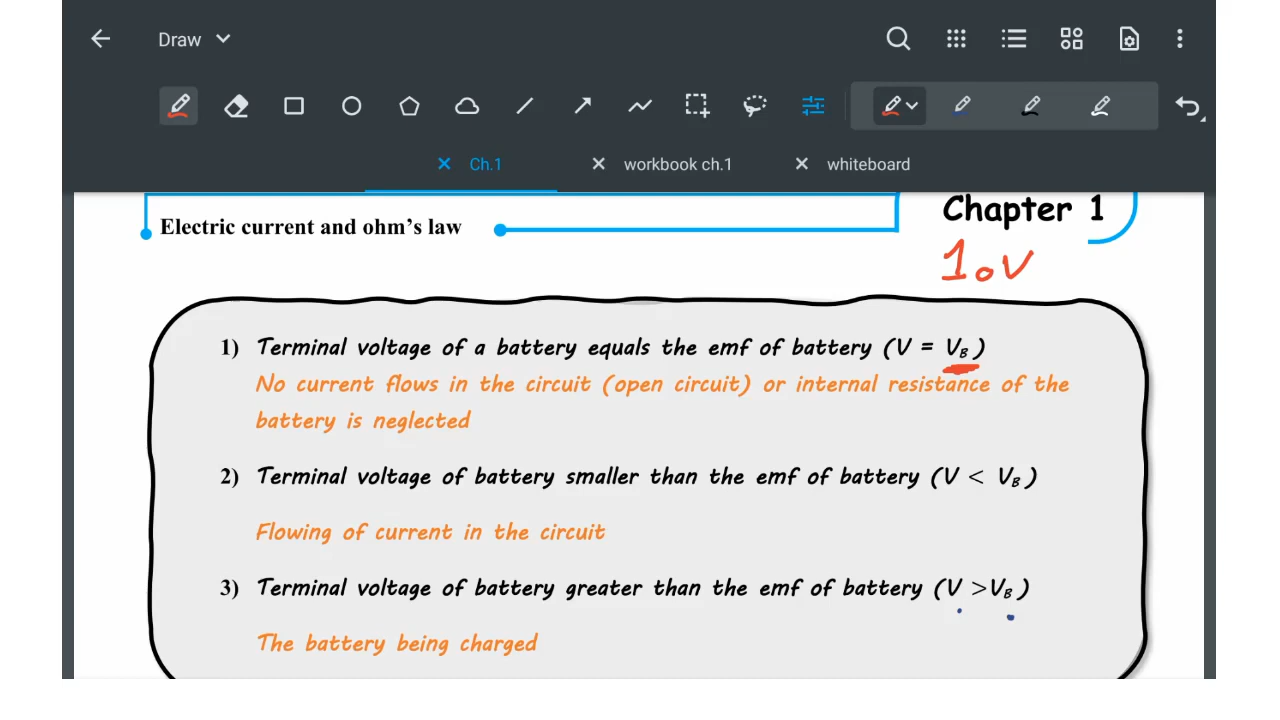 Draw
Ch.1
workbook ch.1
whiteboard
Electric current and ohm's law
Chapter 1
10V
1) Terminal voltage of a battery equals the emf of battery (V = VB)
No current flows in the circuit (open circuit) or internal resistance of the
battery is neglected
2) Terminal voltage of battery smaller than the emf of battery (V < VB)
Flowing of current in the circuit
3) Terminal voltage of battery greater than the emf of battery (V >VB)
The battery being charged